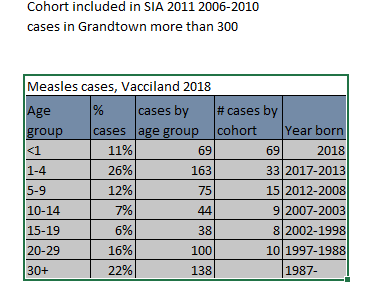 Cohort included in SIA 2011 2006-2010
cases in Grandtown more than 300
Measles cases, Vacciland 2018
Age group % cases cases by age group # cases by cohort Year born
<1 11% 69 69 2018
1-4 26% 163 33 2017-2013
5-9 12% 75 15 2012-2008
10-14 7% 44 9 2007-2003
15-19 6% 38 8 2002-1998
20-29 16% 100 10 1997-1988
30+ 22% 138 1987-